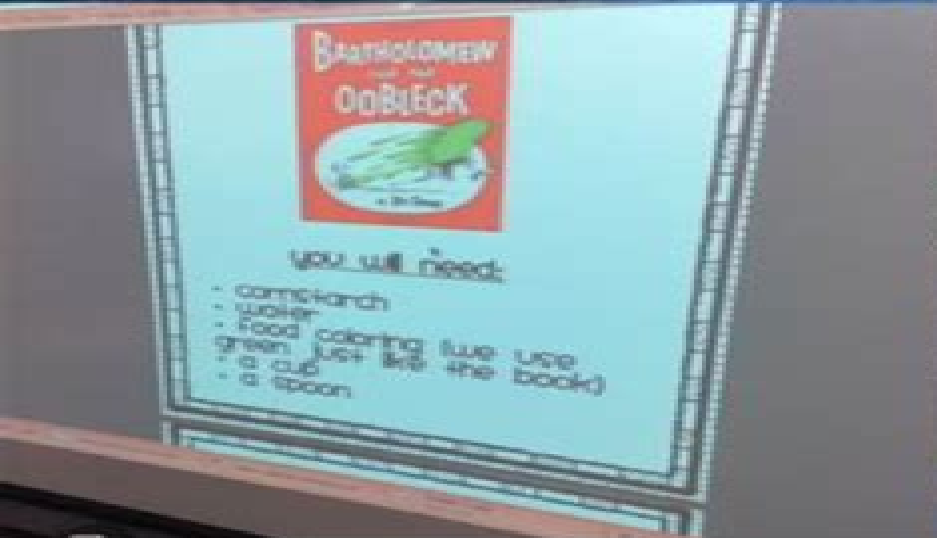 BARTHOLOMEW
OOBLECK
you will need:
- cornstarch
- water
- food coloring (we use
green, just like the book)
- a cup
- a spoon